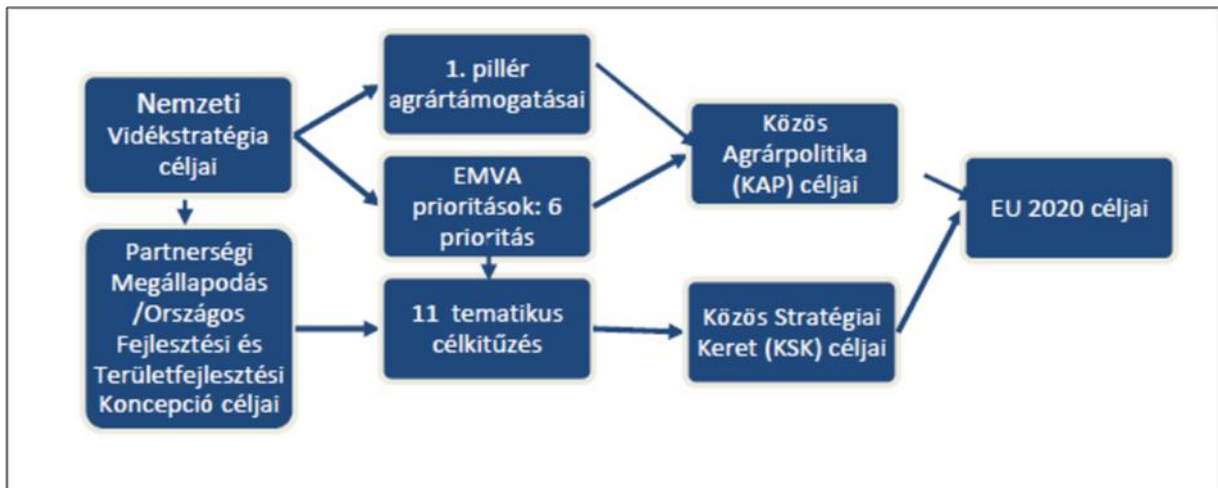 Nemzeti
Vidékstratégia
céljai
1. pillér
agrártámogatásai
EMVA
prioritások: 6
prioritás
Közös
Agrárpolitika
(KAP) céljai
EU 2020 céljai
Partnerségi
Megállapodás
/Országos
Fejlesztési és
Területfejlesztési
Koncepció céljai
11 tematikus
célkitűzés
Közös Stratégiai
Keret (KSK) céljai